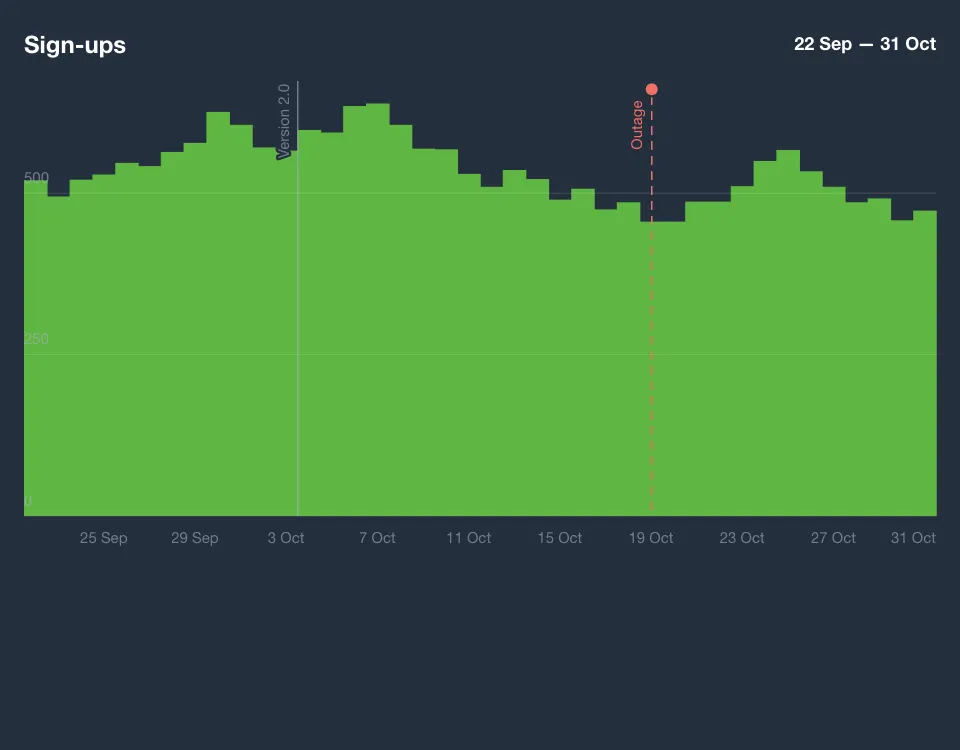 Sign-ups
22 Sep — 31 Oct
Version 2.0
Outage
500
250
0
25 Sep
29 Sep
3 Oct
7 Oct
11 Oct
15 Oct
19 Oct
23 Oct
27 Oct
31 Oct